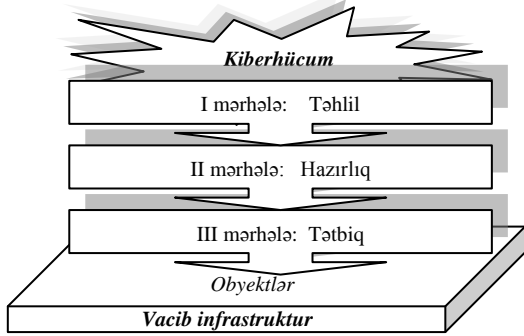 Kiberhücum
I mərhələ: Təhlil
II mərhələ: Hazırlıq
III mərhələ: Tətbiq
Obyektlər
Vacib infrastruktur